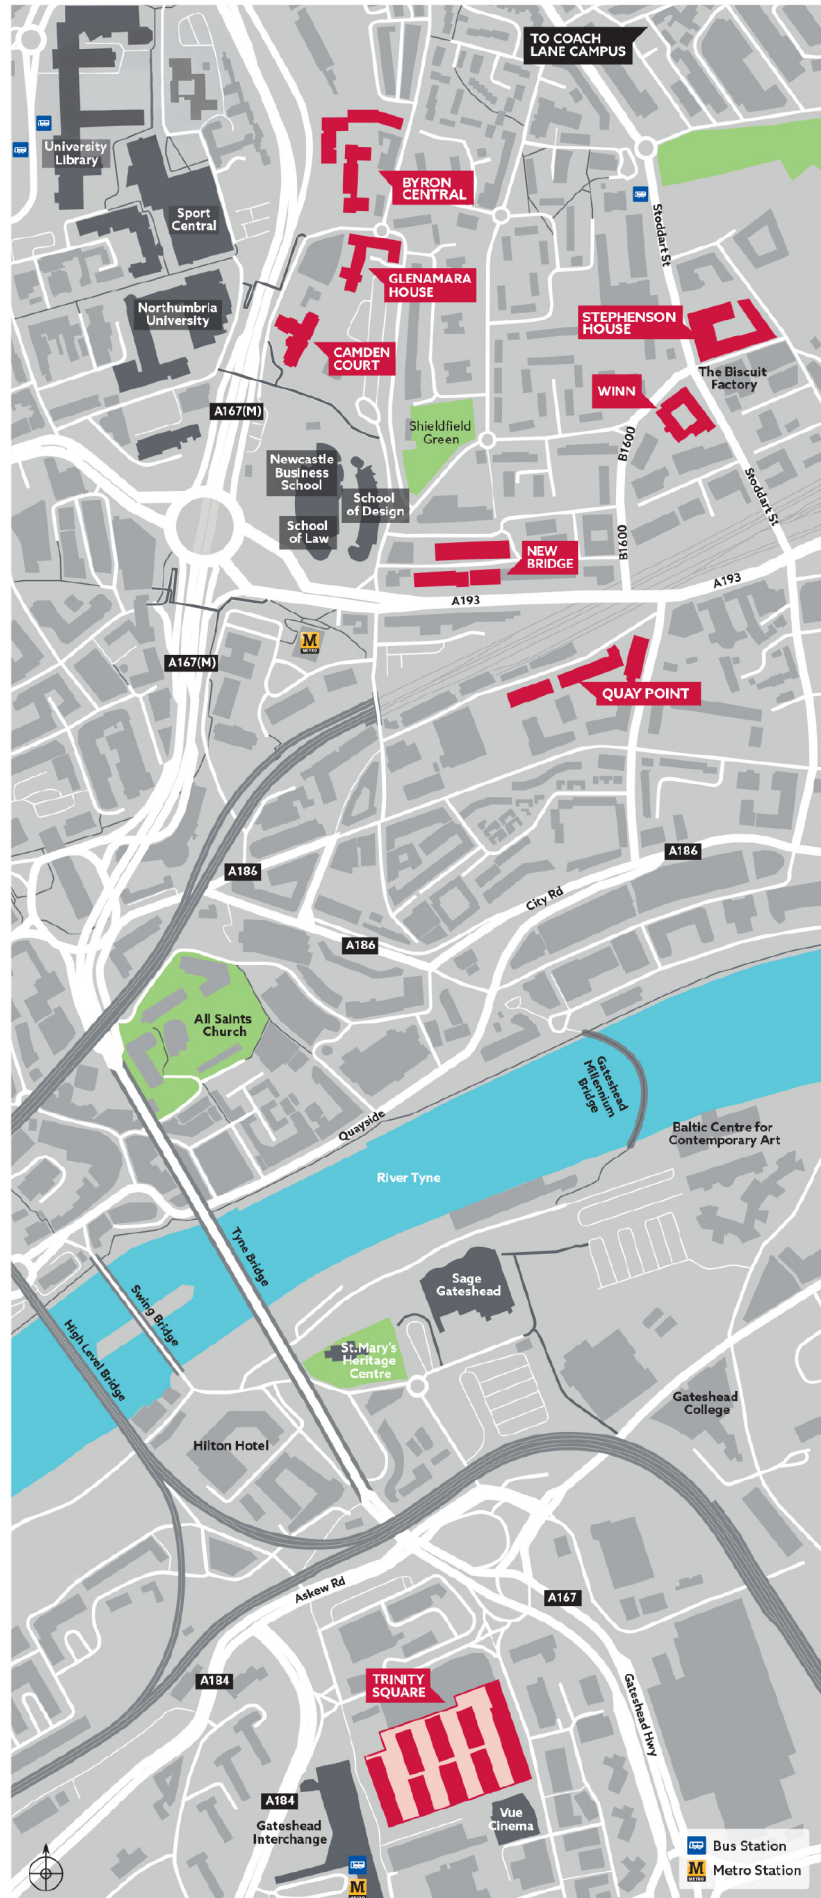 TO COACH
LANE CAMPUS
University
Library
BYRON
CENTRAL
Sport
Central
Stoddart St
GLENAMARA
HOUSE
Northumbria
University
STEPHENSON
HOUSE
CAMDEN
COURT
The Biscuit
Factory
WINN
A167(M)
Shieldfield
Green
B1600
Newcastle
Business
School
School
of Design
Stoddart St
School
of Law
B1600
NEW
BRIDGE
A193
A193
M
METRO
A167(M)
QUAY POINT
A186
A186
City Rd
A186
All Saints
Church
Gateshead
Millennium
Bridge
Quayside
Baltic Centre for
Contemporary Art
River Tyne
Tyne Bridge
Sage
Gateshead
Swing Bridge
High Level Bridge
St.Mary's
Heritage
Centre
Gateshead
College
Hilton Hotel
Askew Rd
A167
TRINITY
SQUARE
A184
Gateshead Hwy
A184
Gateshead
Interchange
Vue
Cinema
Bus Station
M
METRO
Metro Station
M
METRO